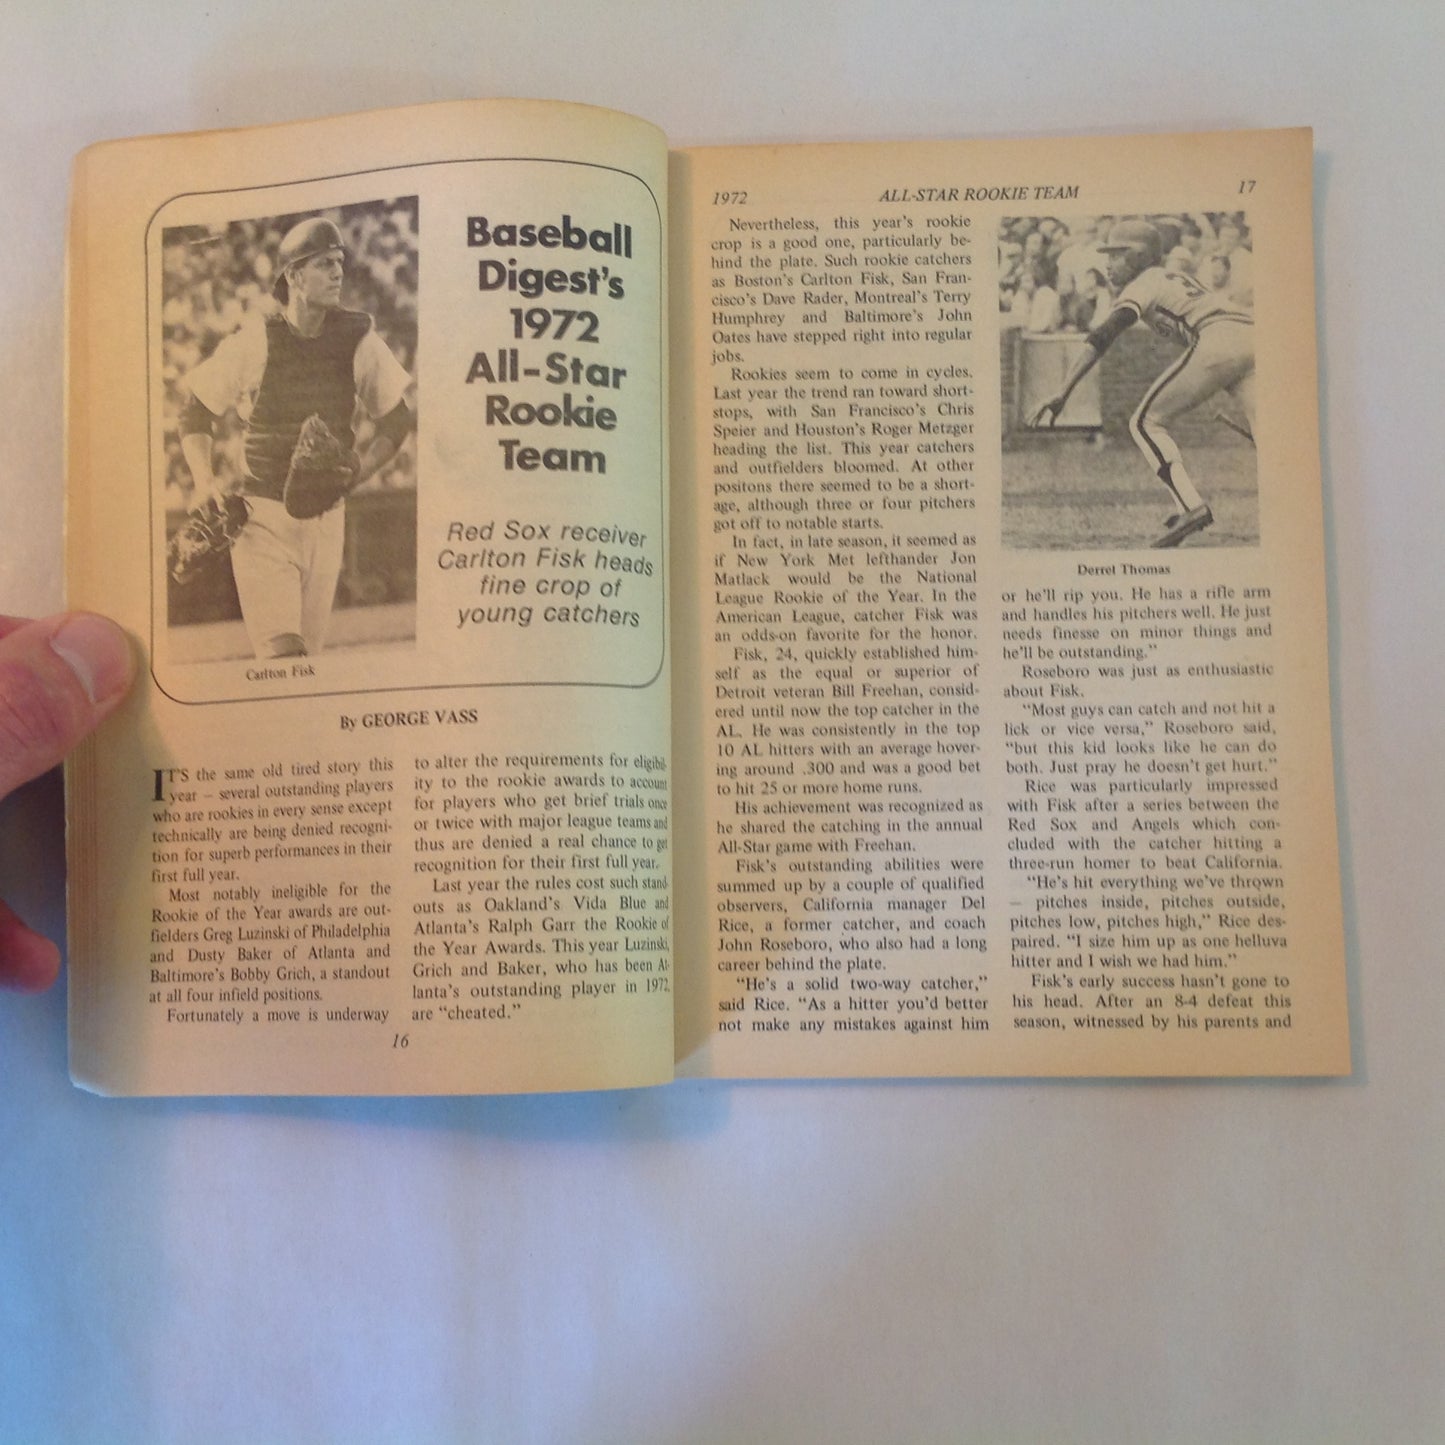 Baseball
Digest's
1972
All-Star
Rookie
Team
Red Sox receiver
Carlton Fisk heads
fine crop of
young catchers
Carlton Fisk
By GEORGE VASS
IT'S the same old tired story this
year – several outstanding players
who are rookies in every sense except
technically are being denied recogni-
tion for superb performances in their
first full year.
Most notably ineligible for the
Rookie of the Year awards are out-
fielders Greg Luzinski of Philadelphia
and Dusty Baker of Atlanta and
Baltimore's Bobby Grich, a standout
at all four infield positions.
Fortunately a move is underway
to alter the requirements for eligibil-
ity to the rookie awards to account
for players who get brief trials once
or twice with major league teams and
thus are denied a real chance to get
recognition for their first full year.
Last year the rules cost such stand-
outs as Oakland's Vida Blue and
Atlanta's Ralph Garr the Rookie of
the Year Awards. This year Luzinski,
Grich and Baker, who has been At-
lanta's outstanding player in 1972,
are "cheated."
16
1972 ALL-STAR ROOKIE TEAM 17
Nevertheless, this year's rookie
crop is a good one, particularly be-
hind the plate. Such rookie catchers
as Boston's Carlton Fisk, San Fran-
cisco's Dave Rader, Montreal's Terry
Humphrey and Baltimore's John
Oates have stepped right into regular
jobs.
Rookies seem to come in cycles.
Last year the trend ran toward short-
stops, with San Francisco's Chris
Speier and Houston's Roger Metzger
heading the list. This year catchers
and outfielders bloomed. At other
positons there seemed to be a short-
age, although three or four pitchers
got off to notable starts.
In fact, in late season, it seemed as
if New York Met lefthander Jon
Matlack would be the National
League Rookie of the Year. In the
American League, catcher Fisk was
an odds-on favorite for the honor.
Fisk, 24, quickly established him-
self as the equal or superior of
Detroit veteran Bill Freehan, consid-
ered until now the top catcher in the
AL. He was consistently in the top
10 AL hitters with an average hover-
ing around .300 and was a good bet
to hit 25 or more home runs.
His achievement was recognized as
he shared the catching in the annual
All-Star game with Freehan.
Fisk's outstanding abilities were
summed up by a couple of qualified
observers, California manager Del
Rice, a former catcher, and coach
John Roseboro, who also had a long
career behind the plate.
"He's a solid two-way catcher,"
said Rice. "As a hitter you'd better
not make any mistakes against him
Derrel Thomas
or he'll rip you. He has a rifle arm
and handles his pitchers well. He just
needs finesse on minor things and
he'll be outstanding."
Roseboro was just as enthusiastic
about Fisk.
"Most guys can catch and not hit a
lick or vice versa," Roseboro said,
"but this kid looks like he can do
both. Just pray he doesn't get hurt."
Rice was particularly impressed
with Fisk after a series between the
Red Sox and Angels which con-
cluded with the catcher hitting a
three-run homer to beat California.
"He's hit everything we've thrown
— pitches inside, pitches outside,
pitches low, pitches high," Rice des-
paired. "I size him up as one helluva
hitter and I wish we had him."
Fisk's early success hasn't gone to
his head. After an 8-4 defeat this
season, witnessed by his parents and